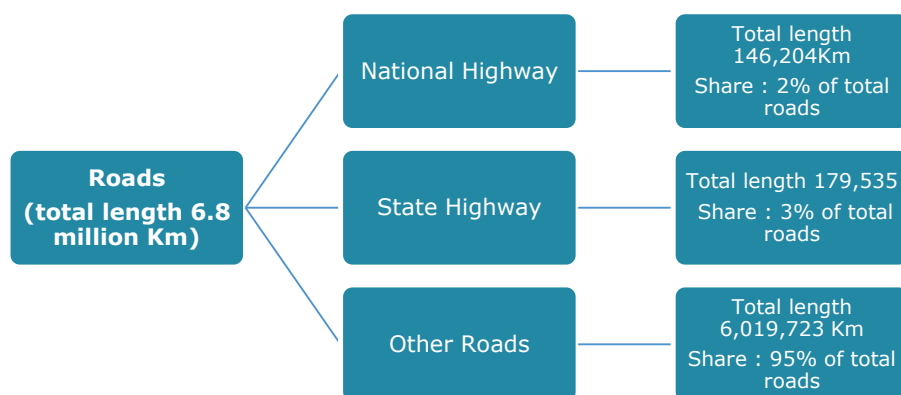 Roads
(total length 6.8
million Km)
National Highway
Total length
146,204Km
Share : 2% of total
roads
State Highway
Total length 179,535
Share : 3% of total
roads
Other Roads
Total length
6,019,723 Km
Share : 95% of total
roads